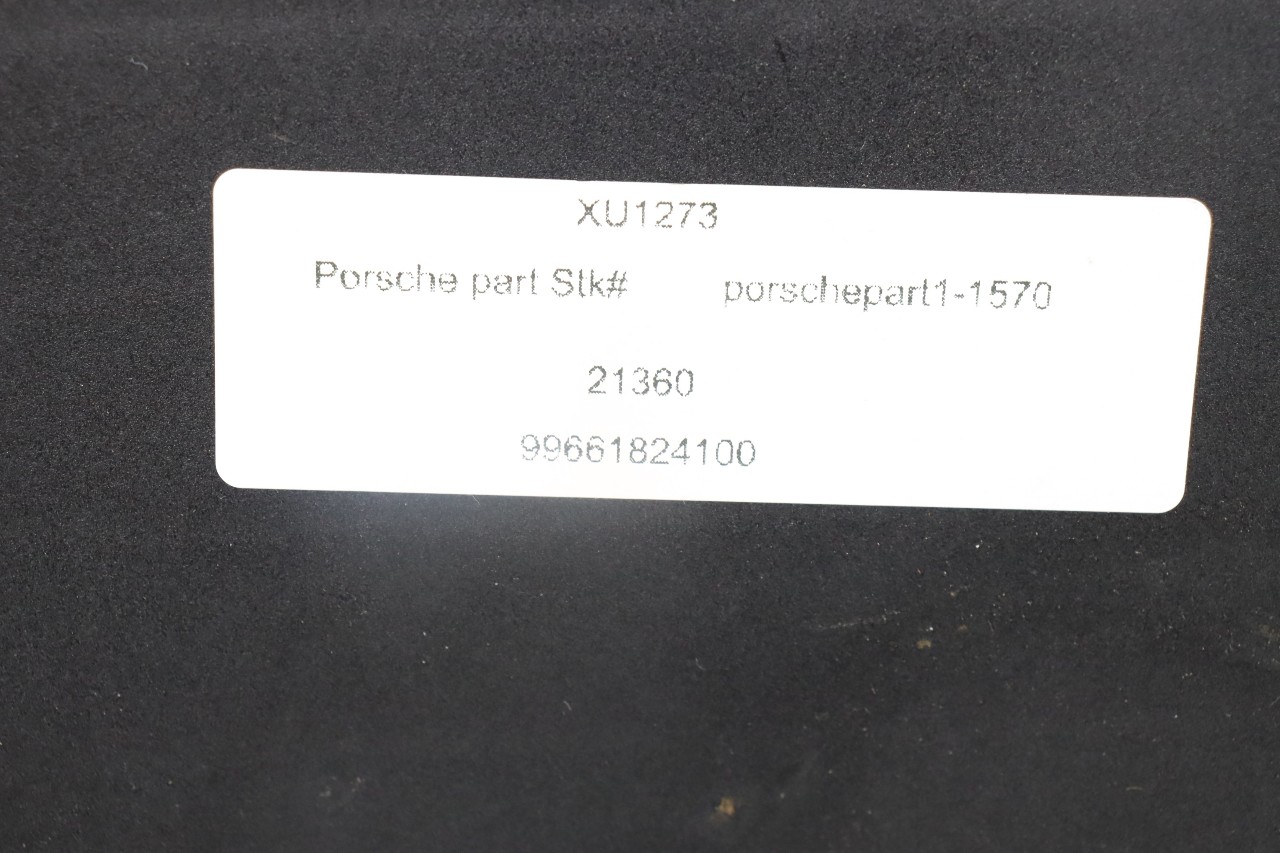 XU1273
Porsche part Stk# porschepart1-1570
21360
99661824100